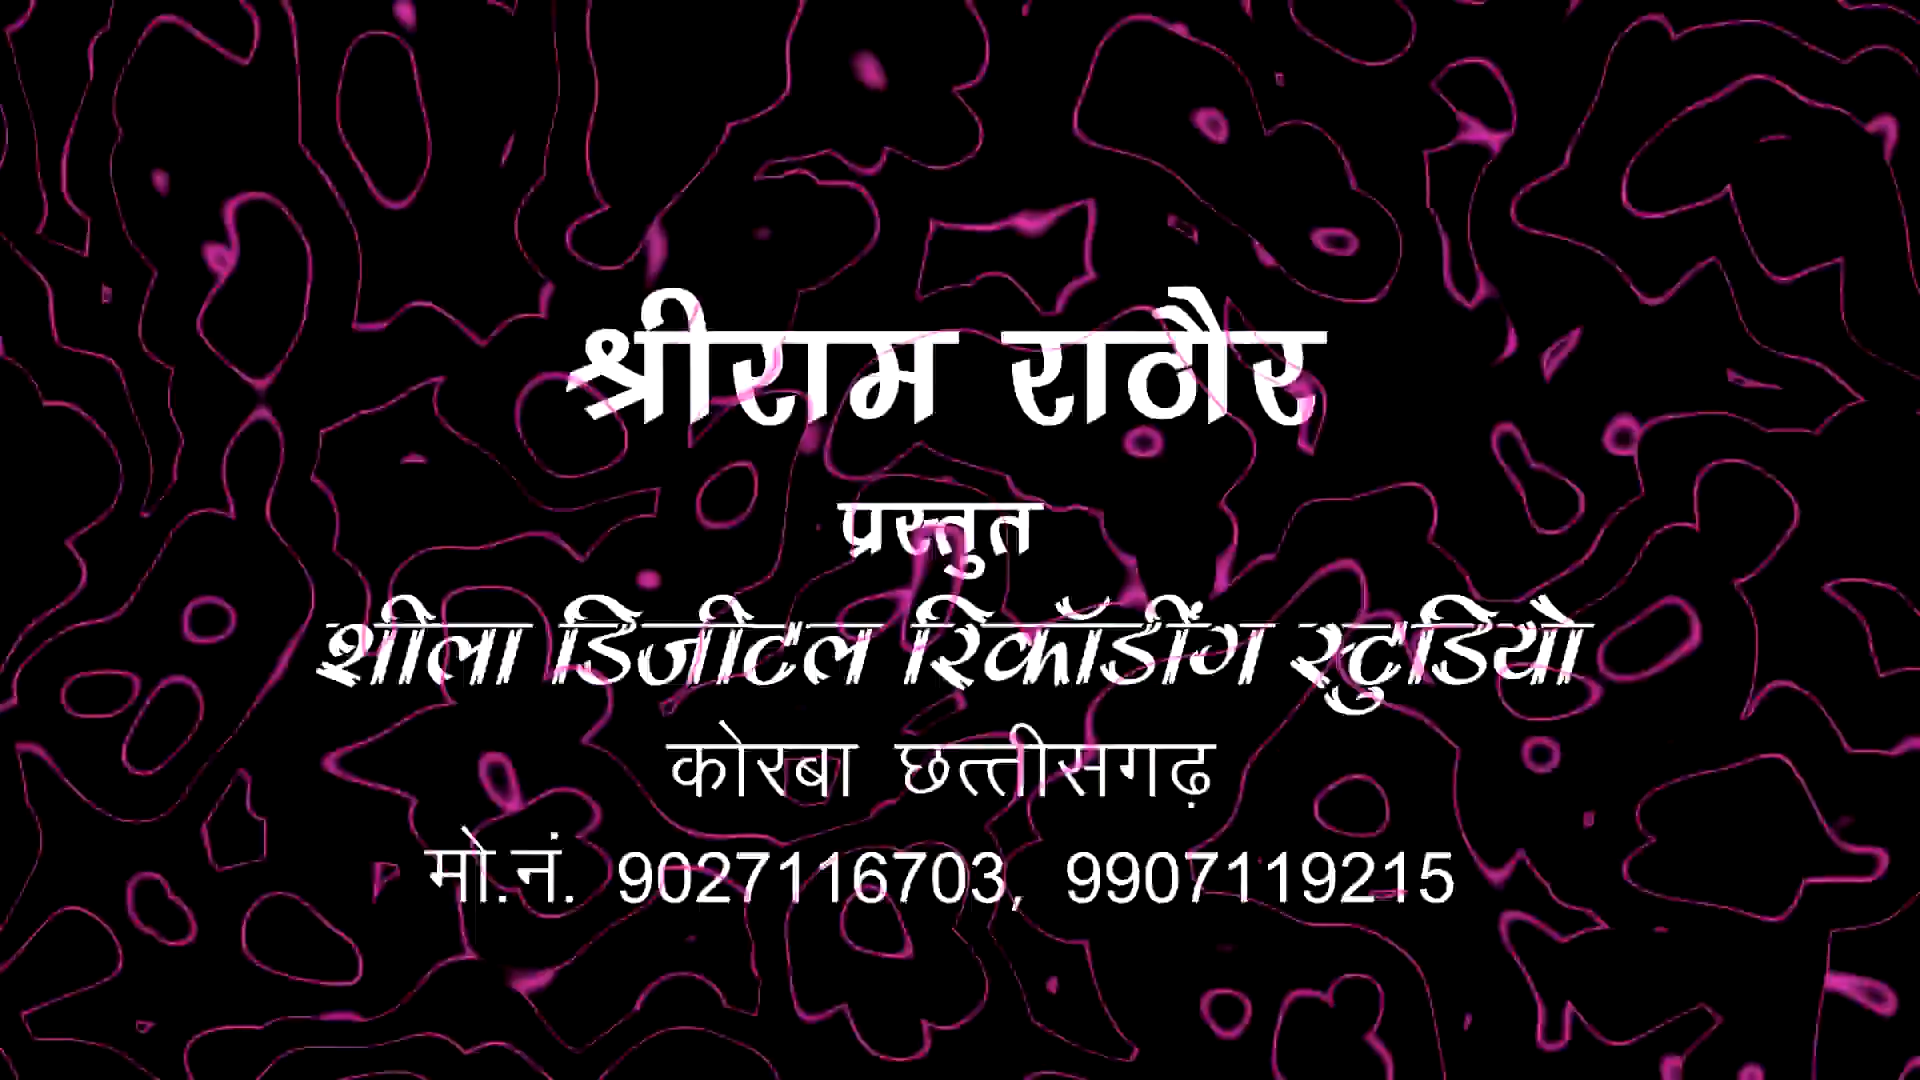 श्रीराम राठौर
प्रस्तुत
शीला डिजीटल रिकॉडींग स्टुडियो
कोरबा छत्तीसगढ़
मो.नं. 9027116703, 9907119215